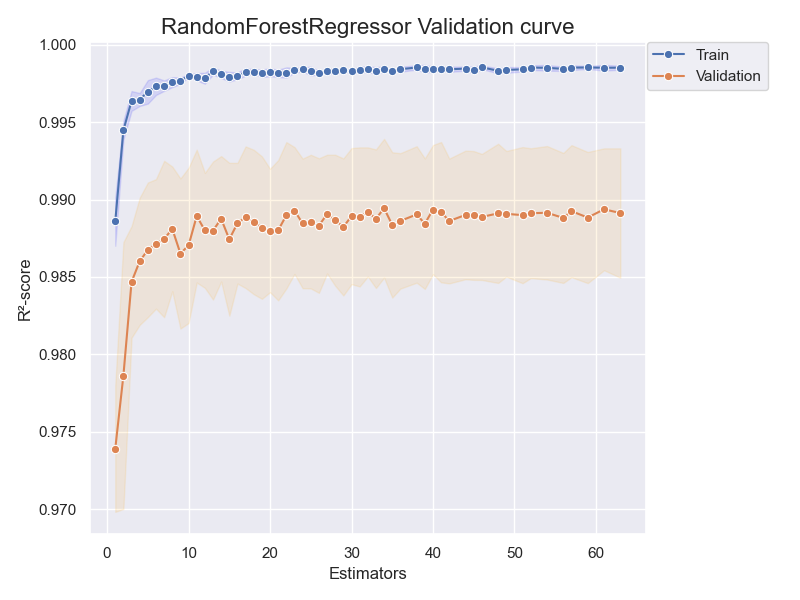 RandomForestRegressor Validation curve
Train
Validation
1.000
0.995
0.990
0.985
0.980
0.975
0.970
R²-score
0 10 20 30 40 50 60
Estimators